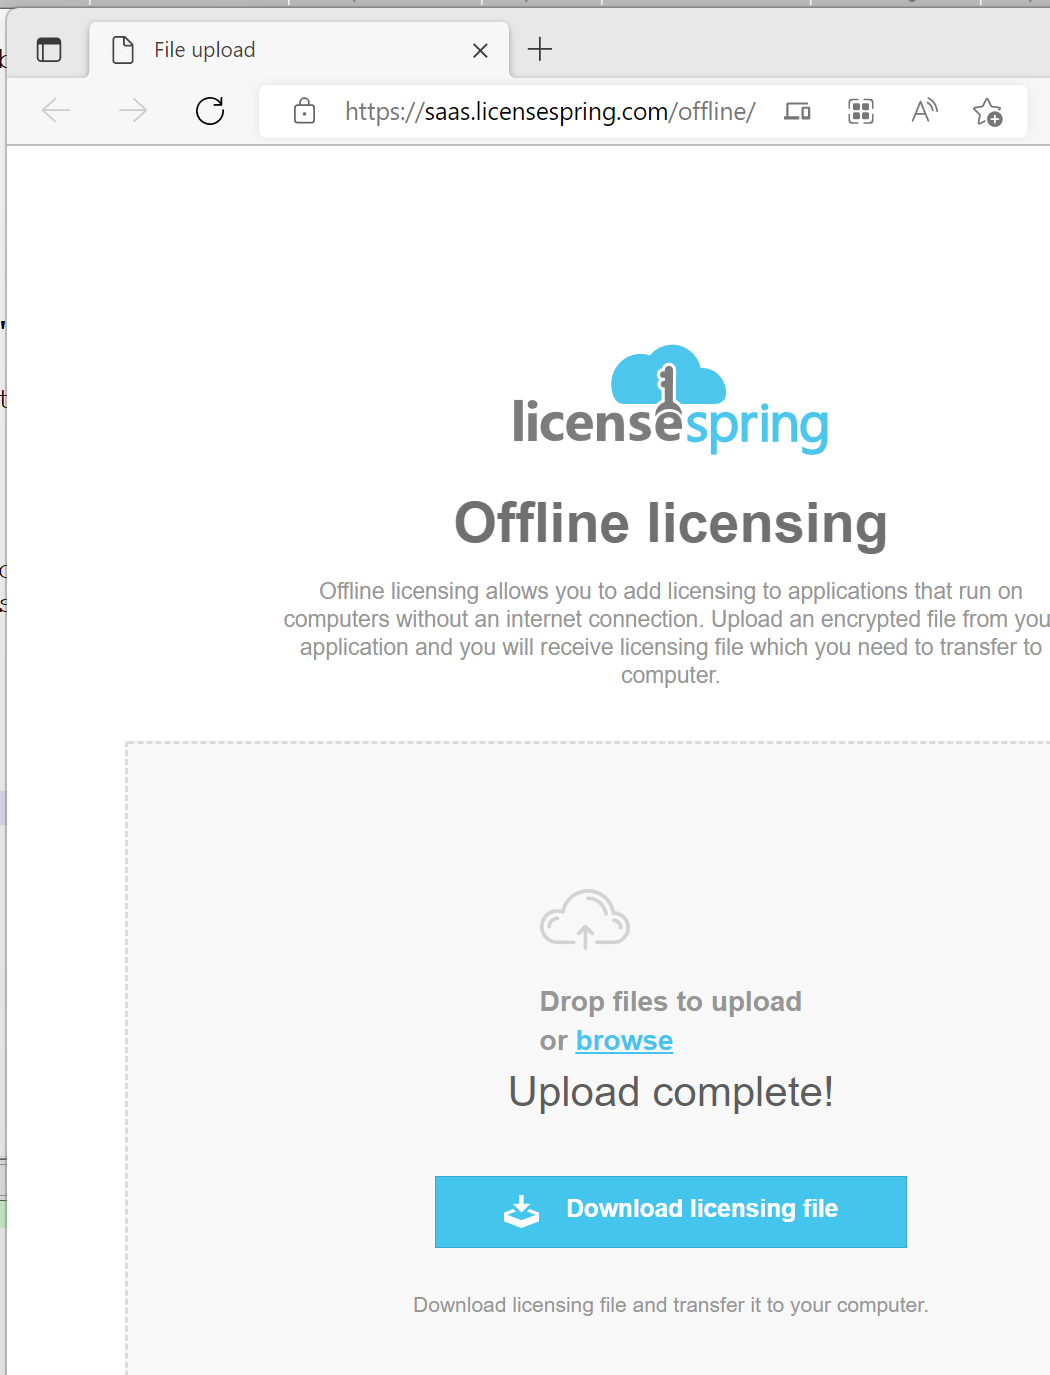 File upload
https://saas.licensespring.com/offline/
licensespring
Offline licensing
Offline licensing allows you to add licensing to applications that run on
computers without an internet connection. Upload an encrypted file from you
application and you will receive licensing file which you need to transfer to
computer.
Drop files to upload
or browse
Upload complete!
Download licensing file
Download licensing file and transfer it to your computer.